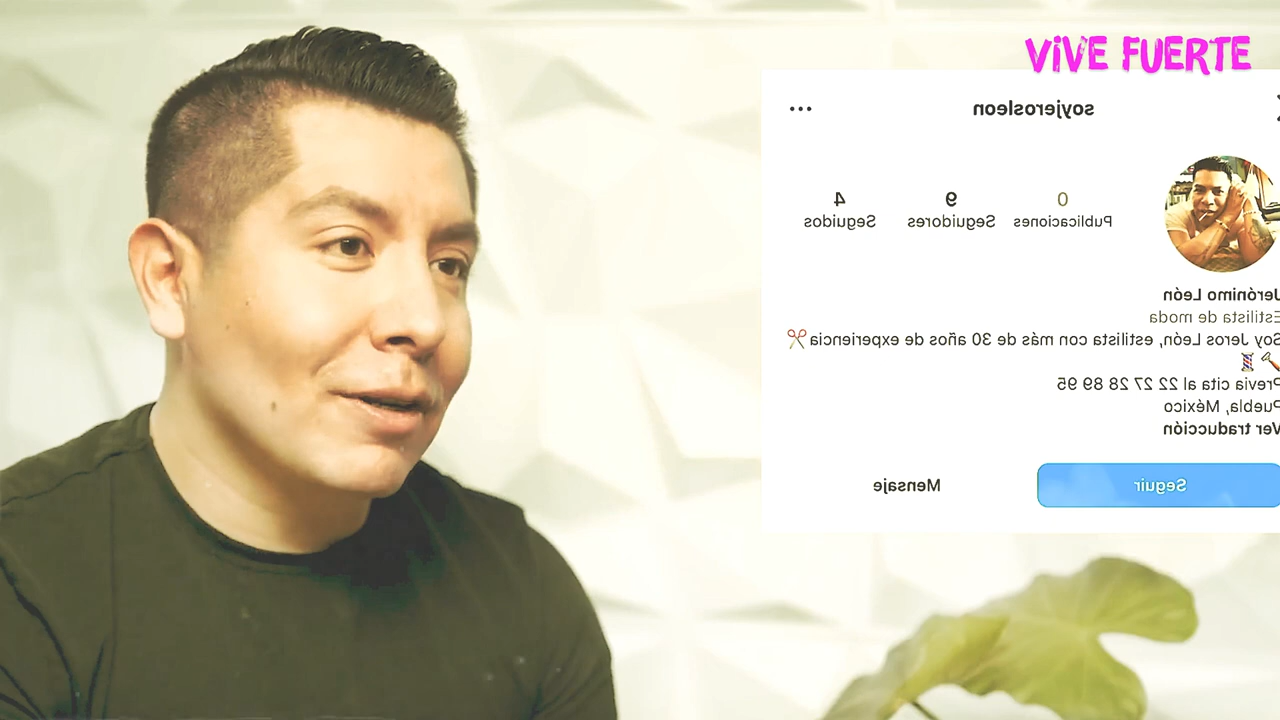 ViVE FUERTE
soyjerosleon
0 9 4
Publicaciones Seguidores Seguidos
Jerónimo León
Estilista de moda
Soy Jeros León, estilista con más de 30 años de experiencia
Previa cita al 22 27 28 89 95
Puebla, México
Ver traducción
Seguir Mensaje